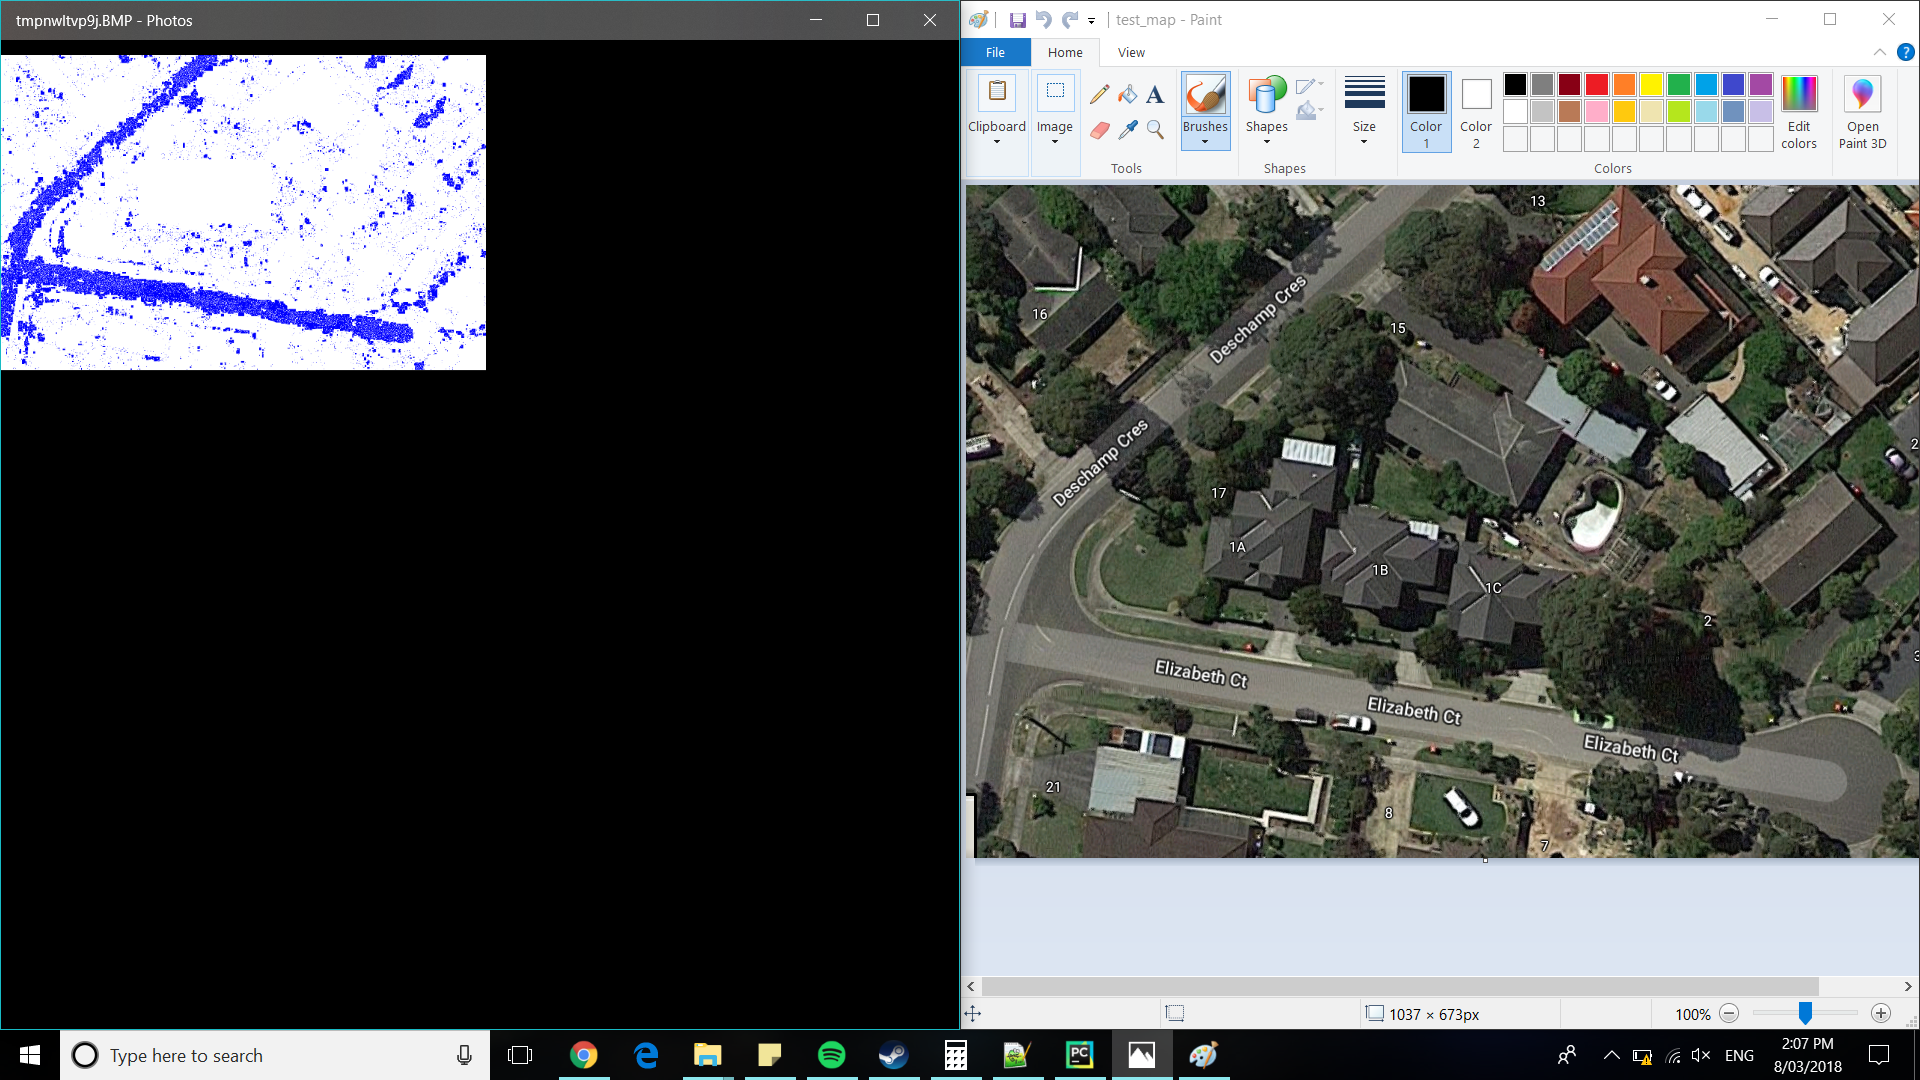 tmpnwltvp9j.BMP - Photos
test_map - Paint
File
Home
View
Clipboard
Image
Tools
Brushes
Shapes
Shapes
Size
Color
1
Color
2
Colors
Edit
colors
Open
Paint 3D
13
16
Deschamp Cres
15
Deschamp Cres
2
17
1A
1B
1C
2
Elizabeth Ct
Elizabeth Ct
Elizabeth Ct
21
8
7
1037 × 673px
100%
Type here to search
PC
ENG
2:07 PM
8/03/2018